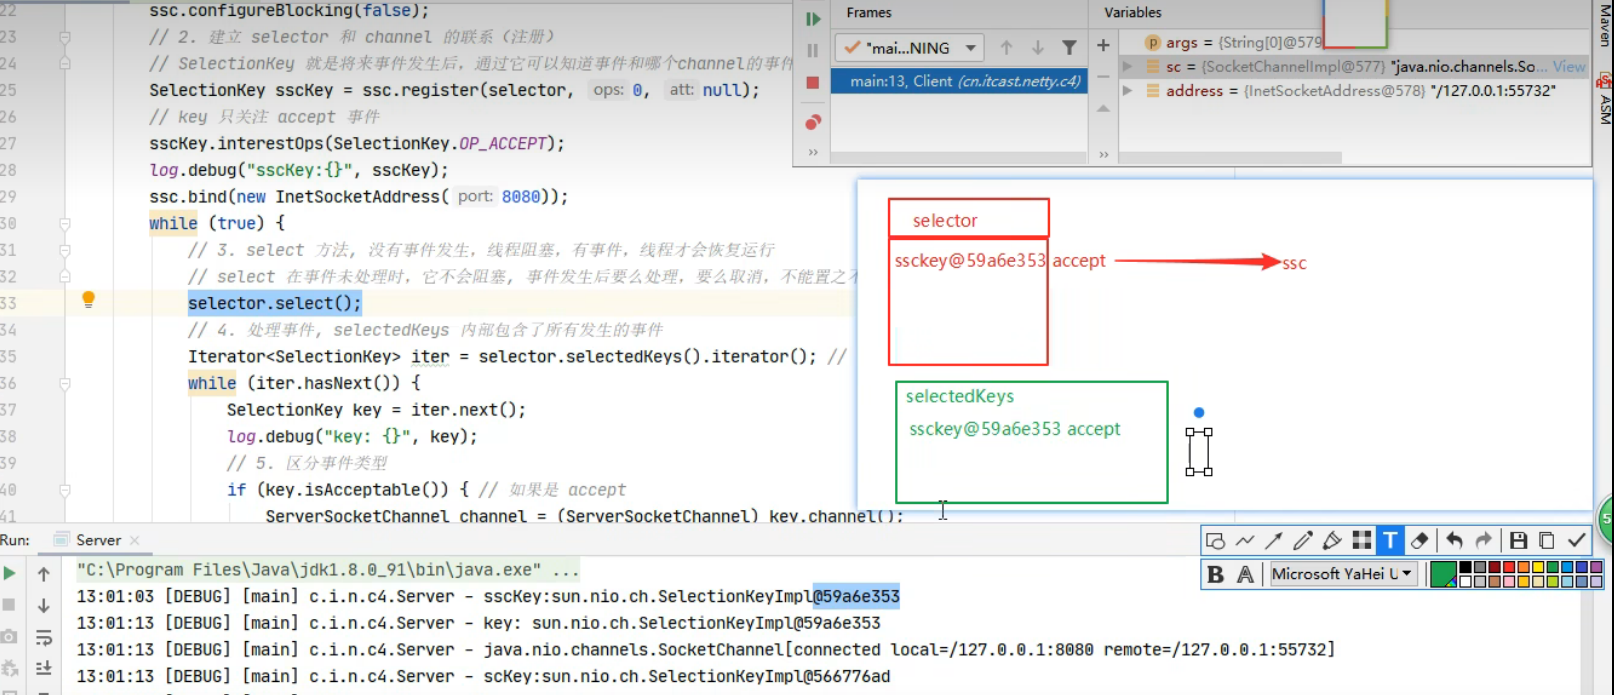 22 ssc.configureBlocking(false);
23 // 2. 建立 selector 和 channel 的联系（注册）
24 // SelectionKey 就是将来事件发生后，通过它可以知道事件和哪个channel的事件
25 SelectionKey sscKey = ssc.register(selector, ops: 0, att: null);
26 // key 只关注 accept 事件
27 sscKey.interestOps(SelectionKey.OP_ACCEPT);
28 log.debug("sscKey:{}", sscKey);
29 ssc.bind(new InetSocketAddress( port: 8080));
30 while (true) {
31 // 3. select 方法, 没有事件发生，线程阻塞，有事件，线程才会恢复运行
32 // select 在事件未处理时，它不会阻塞, 事件发生后要么处理，要么取消，不能置之不
33 selector.select();
34 // 4. 处理事件, selectedKeys 内部包含了所有发生的事件
35 Iterator<SelectionKey> iter = selector.selectedKeys().iterator(); //
36 while (iter.hasNext()) {
37 SelectionKey key = iter.next();
38 log.debug("key: {}", key);
39 // 5. 区分事件类型
40 if (key.isAcceptable()) { // 如果是 accept
41 ServerSocketChannel channel = (ServerSocketChannel) key.channel();
Frames
"mai...NING
main:13, Client (cn.itcast.netty.c4)
Variables
args = {String[0]@579
sc = {SocketChannelImpl@577} "java.nio.channels.So... View
address = {InetSocketAddress@578} "/127.0.0.1:55732"
Maven
ASM
selector
ssckey@59a6e353 accept
ssc
selectedKeys
ssckey@59a6e353 accept
T
B A Microsoft YaHei U
5
Run: Server
"C:\Program Files\Java\jdk1.8.0_91\bin\java.exe" ...
13:01:03 [DEBUG] [main] c.i.n.c4.Server - sscKey:sun.nio.ch.SelectionKeyImpl@59a6e353
13:01:13 [DEBUG] [main] c.i.n.c4.Server - key: sun.nio.ch.SelectionKeyImpl@59a6e353
13:01:13 [DEBUG] [main] c.i.n.c4.Server - java.nio.channels.SocketChannel[connected local=/127.0.0.1:8080 remote=/127.0.0.1:55732]
13:01:13 [DEBUG] [main] c.i.n.c4.Server - scKey:sun.nio.ch.SelectionKeyImpl@566776ad